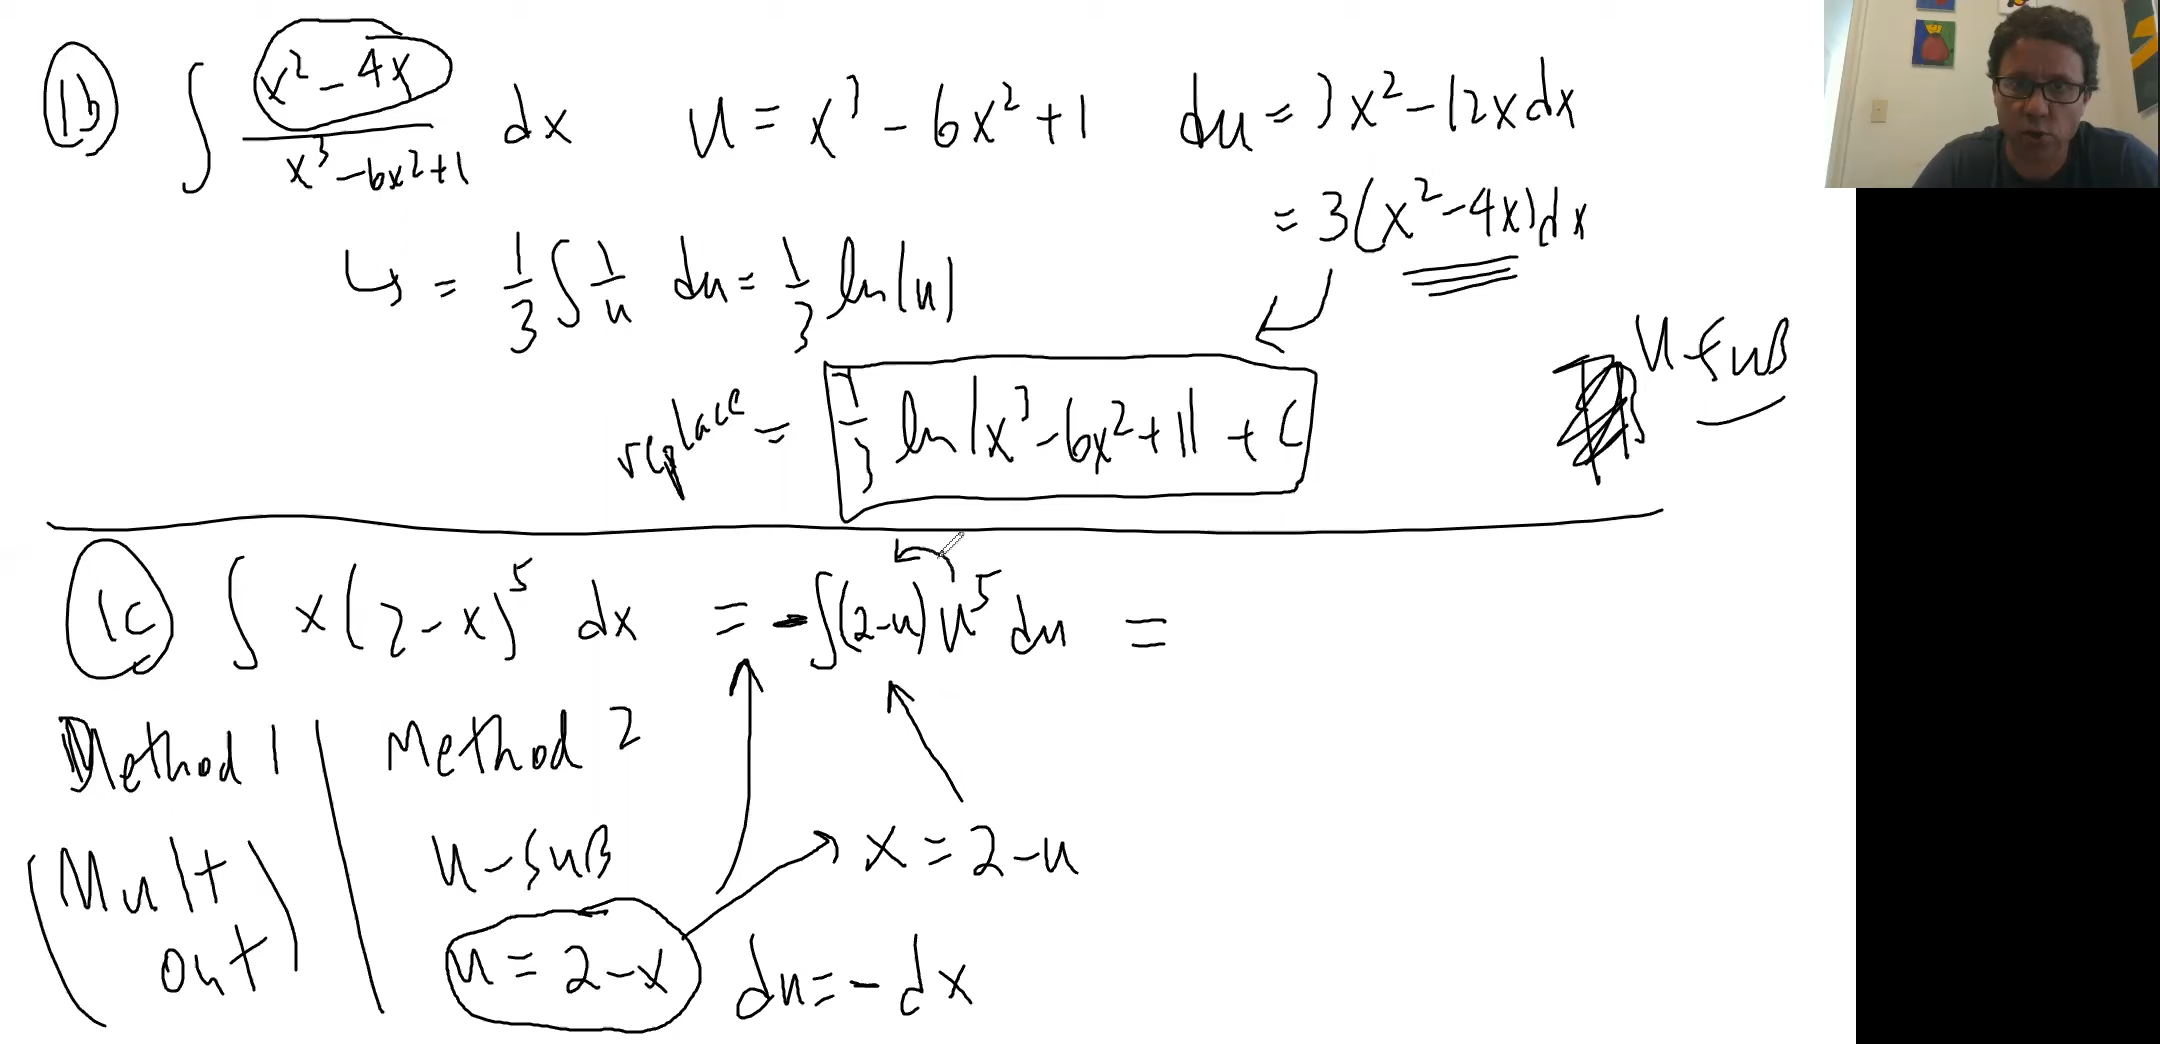 1b ∫ (x² - 4x)/(x³ - 6x² + 1) dx u = x³ - 6x² + 1 du = 3x² - 12x dx
= 3(x² - 4x) dx
↳ = 1/3 ∫ 1/u du = 1/3 ln|u|
u-sub
replace = 1/3 ln|x³ - 6x² + 1| + C
1c ∫ x(2-x)⁵ dx = -∫(2-u)u⁵ du =
Method 1
(Mult
out)
Method 2
u-sub
u = 2-x
x = 2-u
du = -dx